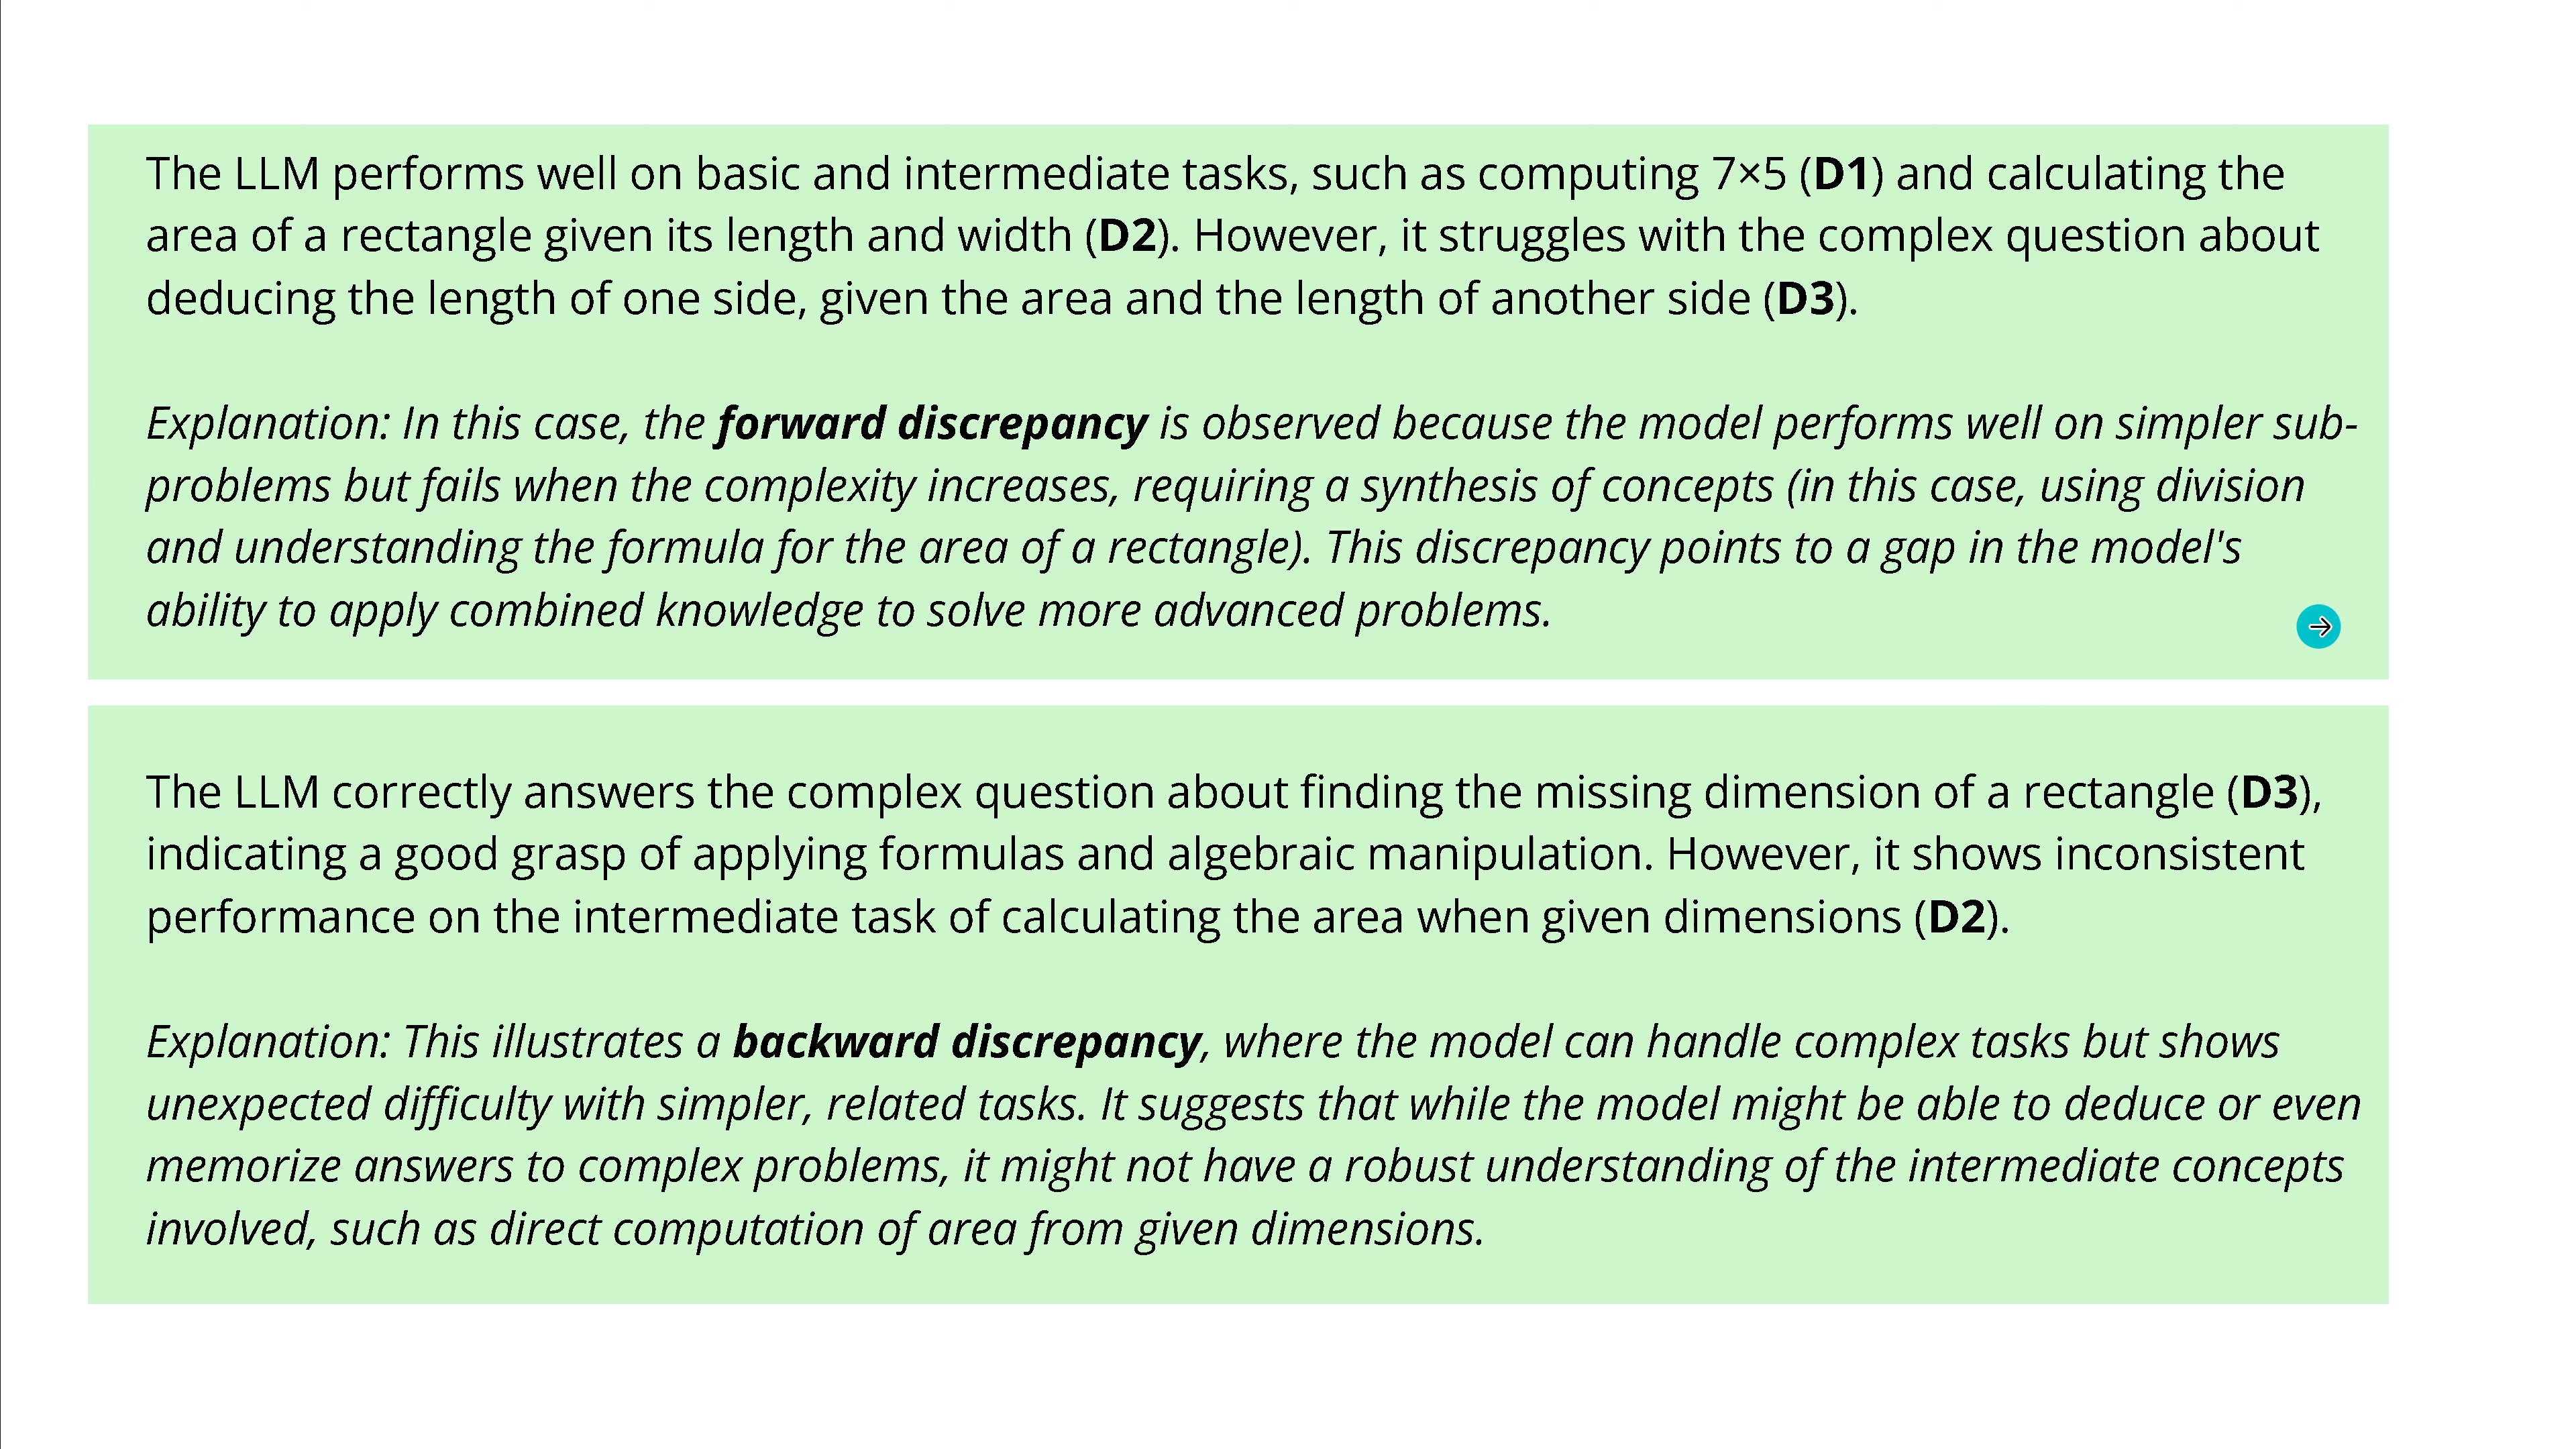 The LLM performs well on basic and intermediate tasks, such as computing 7×5 (D1) and calculating the
area of a rectangle given its length and width (D2). However, it struggles with the complex question about
deducing the length of one side, given the area and the length of another side (D3).
Explanation: In this case, the forward discrepancy is observed because the model performs well on simpler sub-
problems but fails when the complexity increases, requiring a synthesis of concepts (in this case, using division
and understanding the formula for the area of a rectangle). This discrepancy points to a gap in the model's
ability to apply combined knowledge to solve more advanced problems.
The LLM correctly answers the complex question about finding the missing dimension of a rectangle (D3),
indicating a good grasp of applying formulas and algebraic manipulation. However, it shows inconsistent
performance on the intermediate task of calculating the area when given dimensions (D2).
Explanation: This illustrates a backward discrepancy, where the model can handle complex tasks but shows
unexpected difficulty with simpler, related tasks. It suggests that while the model might be able to deduce or even
memorize answers to complex problems, it might not have a robust understanding of the intermediate concepts
involved, such as direct computation of area from given dimensions.